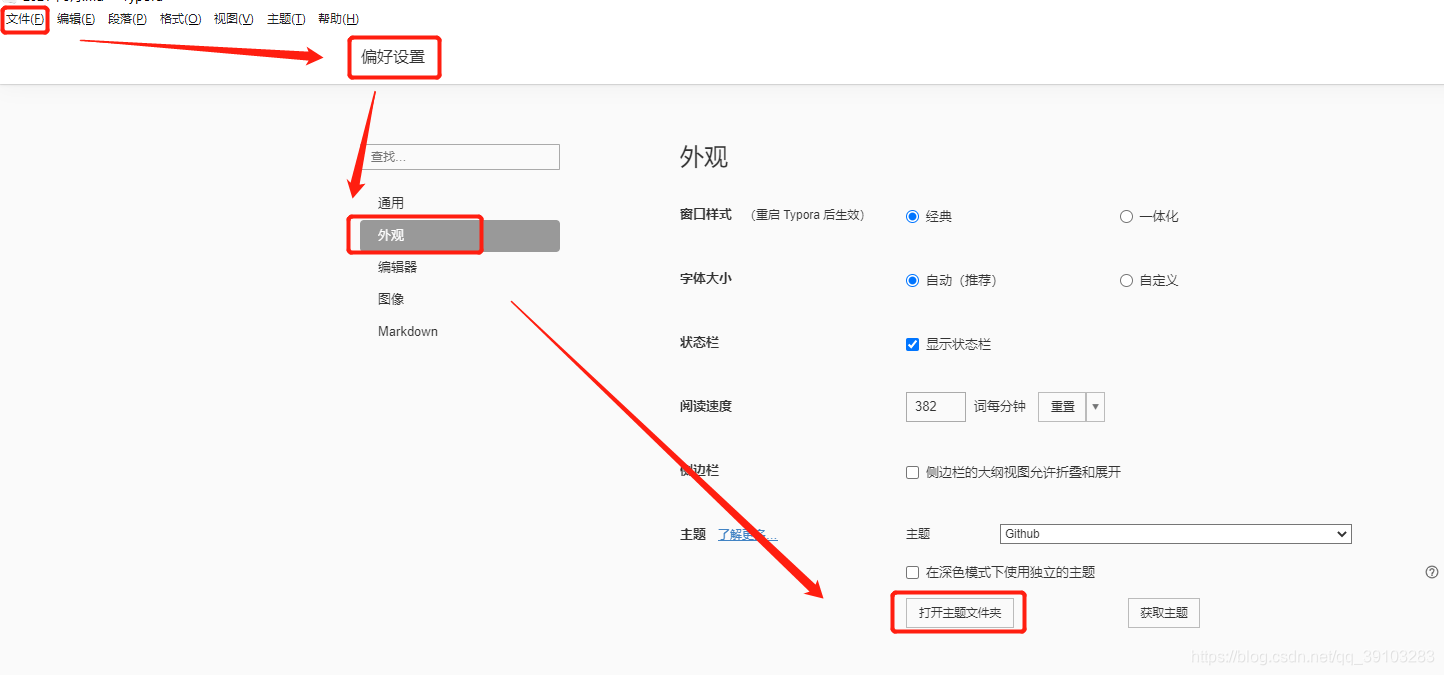 文件(F) 编辑(E) 段落(P) 格式(O) 视图(V) 主题(T) 帮助(H)
偏好设置
查找...
通用
外观
编辑器
图像
Markdown
外观
窗口样式 （重启 Typora 后生效） 经典 一体化
字体大小 自动（推荐） 自定义
状态栏 显示状态栏
阅读速度 382 词每分钟 重置
侧边栏 侧边栏的大纲视图允许折叠和展开
主题 了解更多... 主题 Github
在深色模式下使用独立的主题
打开主题文件夹 获取主题
https://blog.csdn.net/qq_39103283